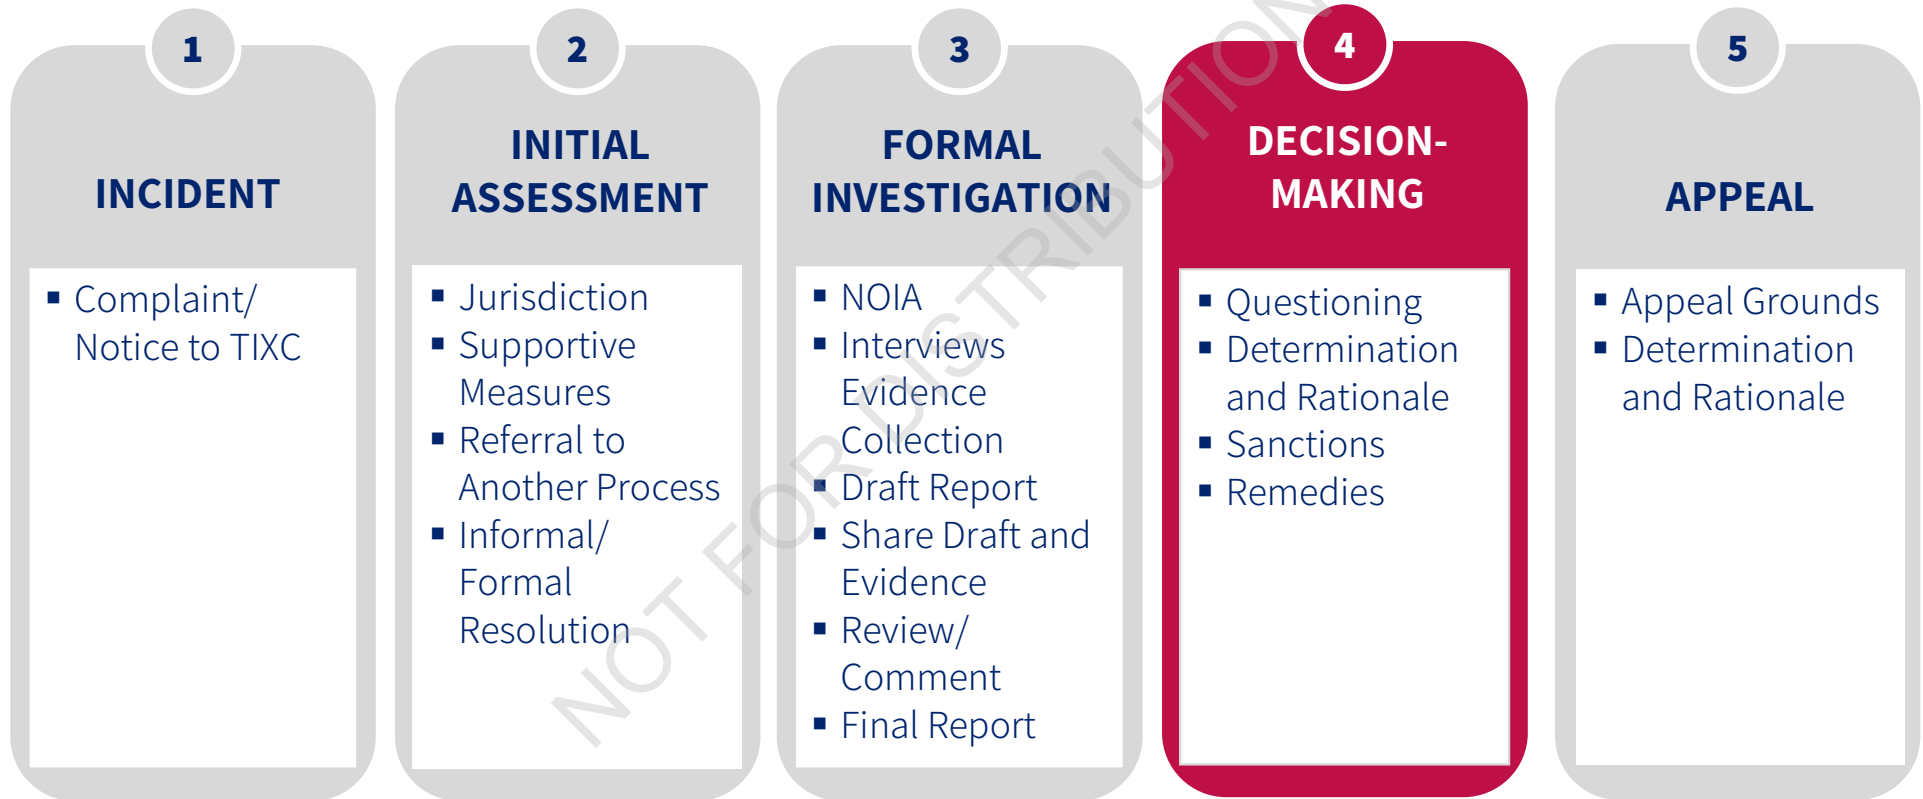 1
INCIDENT
▪ Complaint/
Notice to TIXC
2
INITIAL
ASSESSMENT
▪ Jurisdiction
▪ Supportive
Measures
▪ Referral to
Another Process
▪ Informal/
Formal
Resolution
3
FORMAL
INVESTIGATION
▪ NOIA
▪ Interviews
Evidence
Collection
▪ Draft Report
▪ Share Draft and
Evidence
▪ Review/
Comment
▪ Final Report
4
DECISION-
MAKING
▪ Questioning
▪ Determination
and Rationale
▪ Sanctions
▪ Remedies
5
APPEAL
▪ Appeal Grounds
▪ Determination
and Rationale
NOT FOR DISTRIBUTION